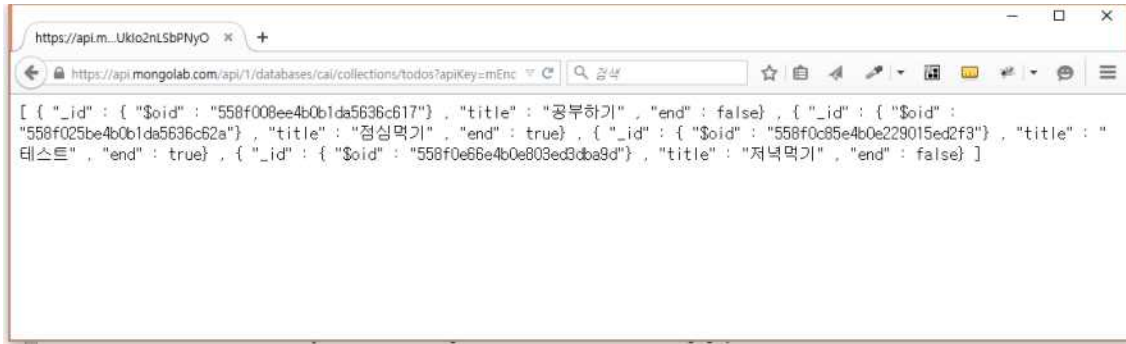 https://api.m...UkIo2nLSbPNyO
https://api.mongolab.com/api/1/databases/cai/collections/todos?apiKey=mEnc
검색
[ { "_id" : { "$oid" : "558f008ee4b0b1da5636c617"} , "title" : "공부하기" , "end" : false} , { "_id" : { "$oid" :
"558f025be4b0b1da5636c62a"} , "title" : "점심먹기" , "end" : true} , { "_id" : { "$oid" : "558f0c85e4b0e229015ed2f3"} , "title" : "
테스트" , "end" : true} , { "_id" : { "$oid" : "558f0e66e4b0e803ed3dba9d"} , "title" : "저녁먹기" , "end" : false} ]